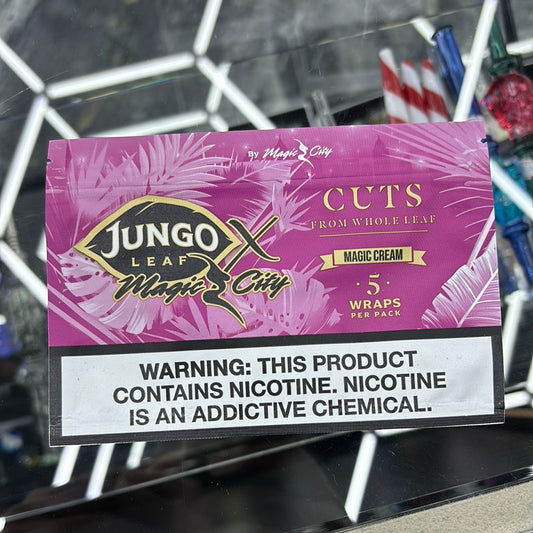 By Magic City
JUNGO X
LEAF
Magic City
CUTS
FROM WHOLE LEAF
MAGIC CREAM
· 5 ·
WRAPS
PER PACK
WARNING: THIS PRODUCT
CONTAINS NICOTINE. NICOTINE
IS AN ADDICTIVE CHEMICAL.